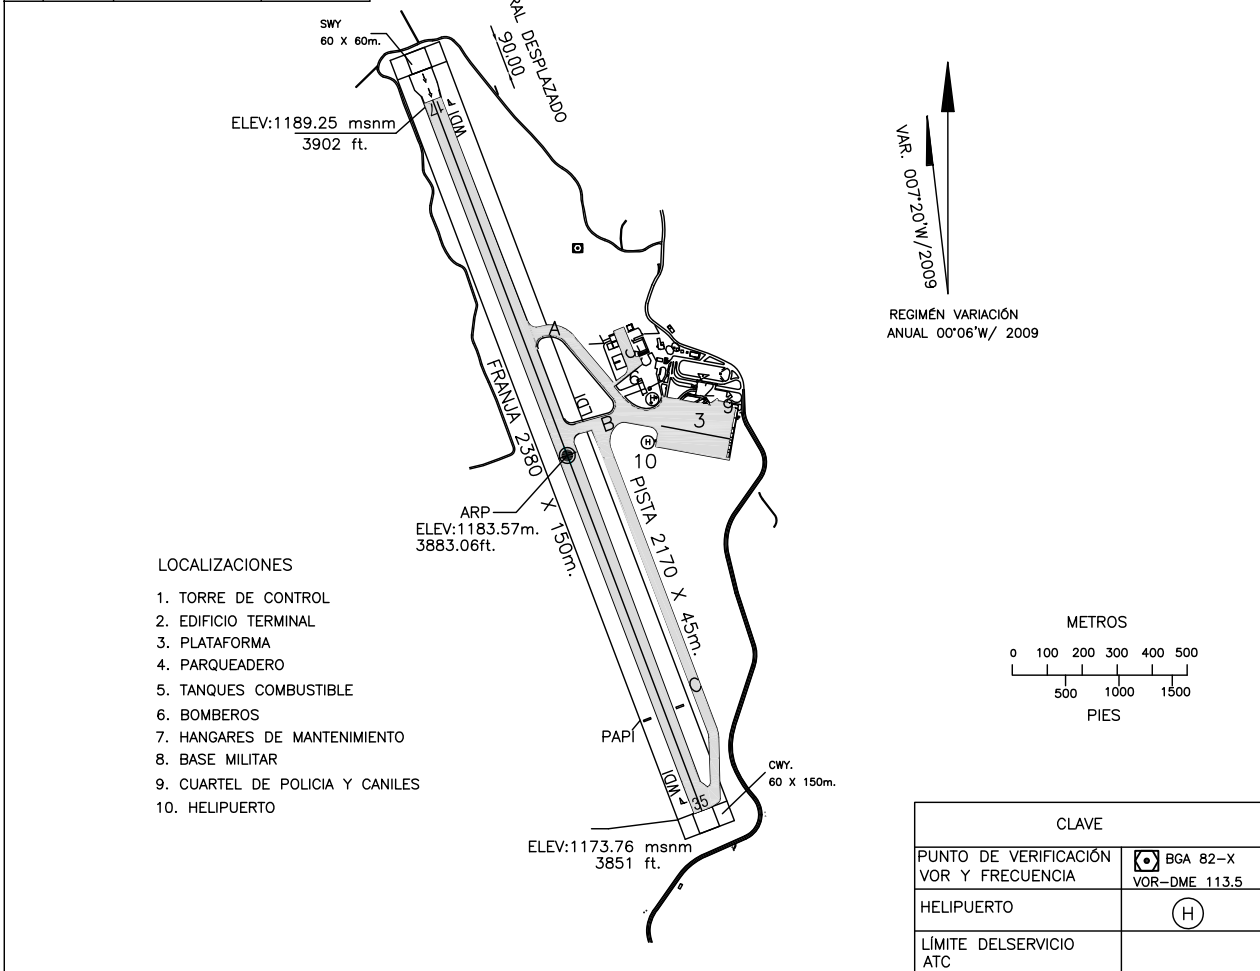 SWY
60 X 60m.
DESPLAZADO
90.00
ELEV:1189.25 msnm
3902 ft.
17
WDI
VAR. 007°20'W/2009
REGIMÉN VARIACIÓN
ANUAL 00°06'W/ 2009
A
LDI
B
3
9
10
FRANJA 2380 X 150m.
PISTA 2170 X 45m.
ARP
ELEV:1183.57m.
3883.06ft.
LOCALIZACIONES
1. TORRE DE CONTROL
2. EDIFICIO TERMINAL
3. PLATAFORMA
4. PARQUEADERO
5. TANQUES COMBUSTIBLE
6. BOMBEROS
7. HANGARES DE MANTENIMIENTO
8. BASE MILITAR
9. CUARTEL DE POLICIA Y CANILES
10. HELIPUERTO
METROS
0 100 200 300 400 500
500 1000 1500
PIES
PAPI
WDI
35
CWY.
60 X 150m.
ELEV:1173.76 msnm
3851 ft.
CLAVE
PUNTO DE VERIFICACIÓN
VOR Y FRECUENCIA
BGA 82-X
VOR-DME 113.5
HELIPUERTO
H
LÍMITE DELSERVICIO
ATC